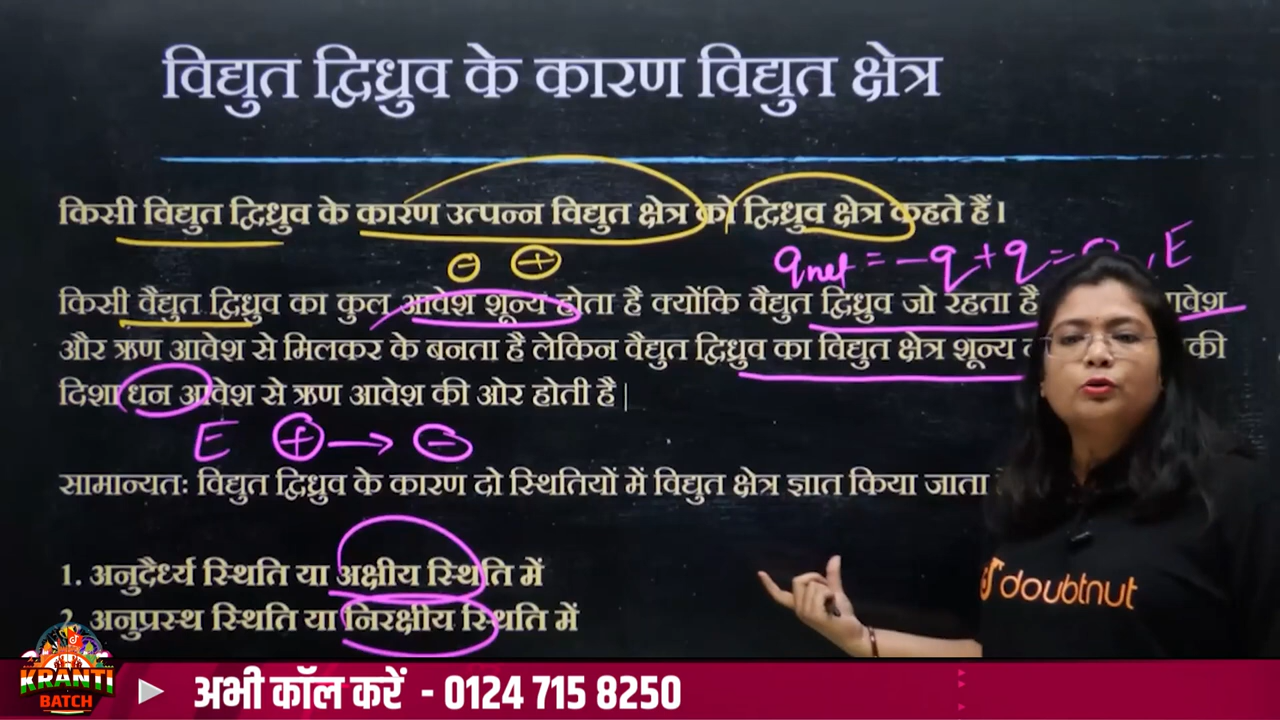 विद्युत द्विध्रुव के कारण विद्युत क्षेत्र
किसी विद्युत द्विध्रुव के कारण उत्पन्न विद्युत क्षेत्र को द्विध्रुव क्षेत्र कहते हैं।
- +
qnet = -q + q = , E
किसी वैद्युत द्विध्रुव का कुल आवेश शून्य होता है क्योंकि वैद्युत द्विध्रुव जो रहता है
और ऋण आवेश से मिलकर के बनता है लेकिन वैद्युत द्विध्रुव का विद्युत क्षेत्र शून्य की
दिशा धन आवेश से ऋण आवेश की ओर होती है|
E + → -
सामान्यतः विद्युत द्विध्रुव के कारण दो स्थितियों में विद्युत क्षेत्र ज्ञात किया जाता
1. अनुदैर्ध्य स्थिति या अक्षीय स्थिति में
2. अनुप्रस्थ स्थिति या निरक्षीय स्थिति में
doubtnut
KRANTI
BATCH
अभी कॉल करें - 0124 715 8250